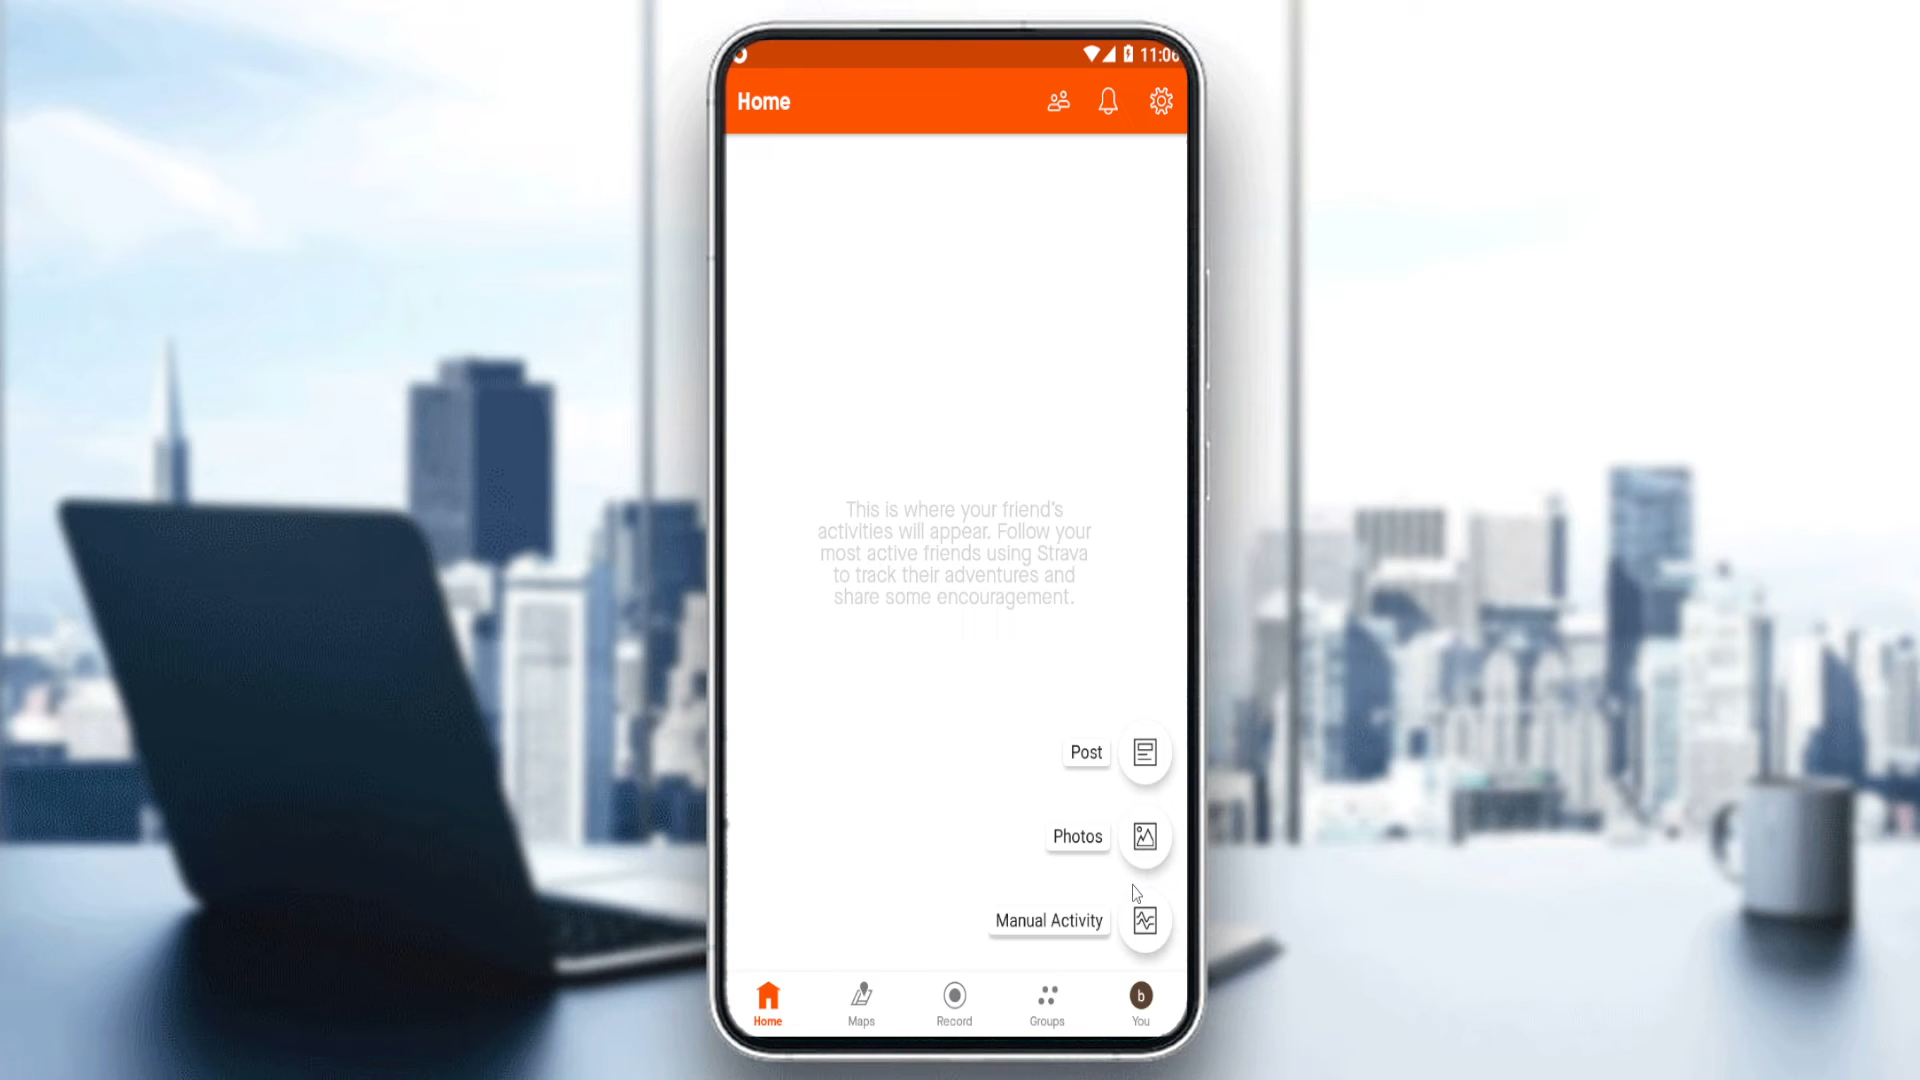 11:06
Home
This is where your friend's
activities will appear. Follow your
most active friends using Strava
to track their adventures and
share some encouragement.
Post
Photos
Manual Activity
b
Home Maps Record Groups You